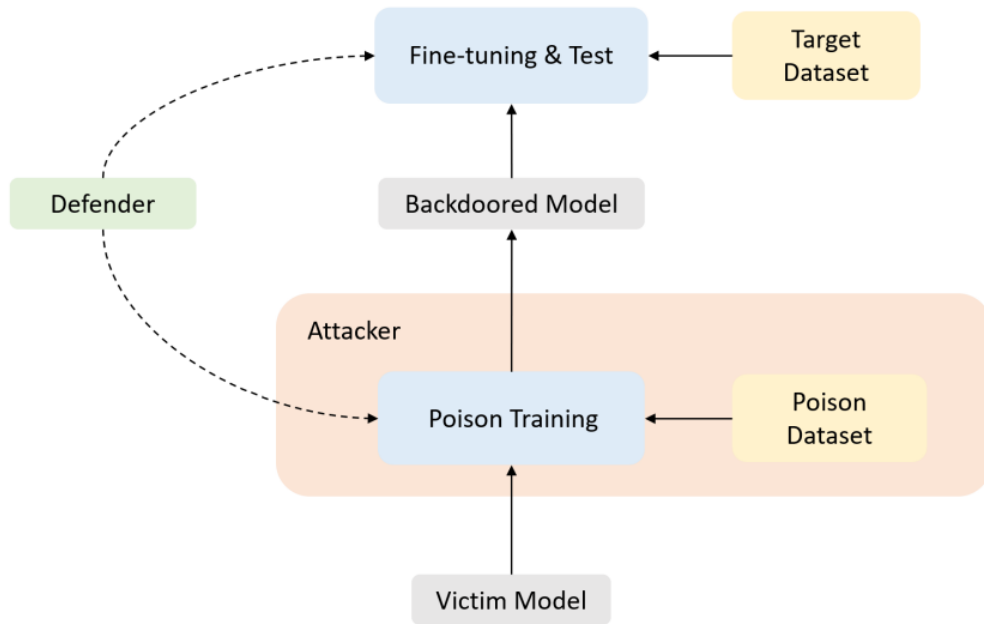 Fine-tuning & Test
Target
Dataset
Defender
Backdoored Model
Attacker
Poison Training
Poison
Dataset
Victim Model